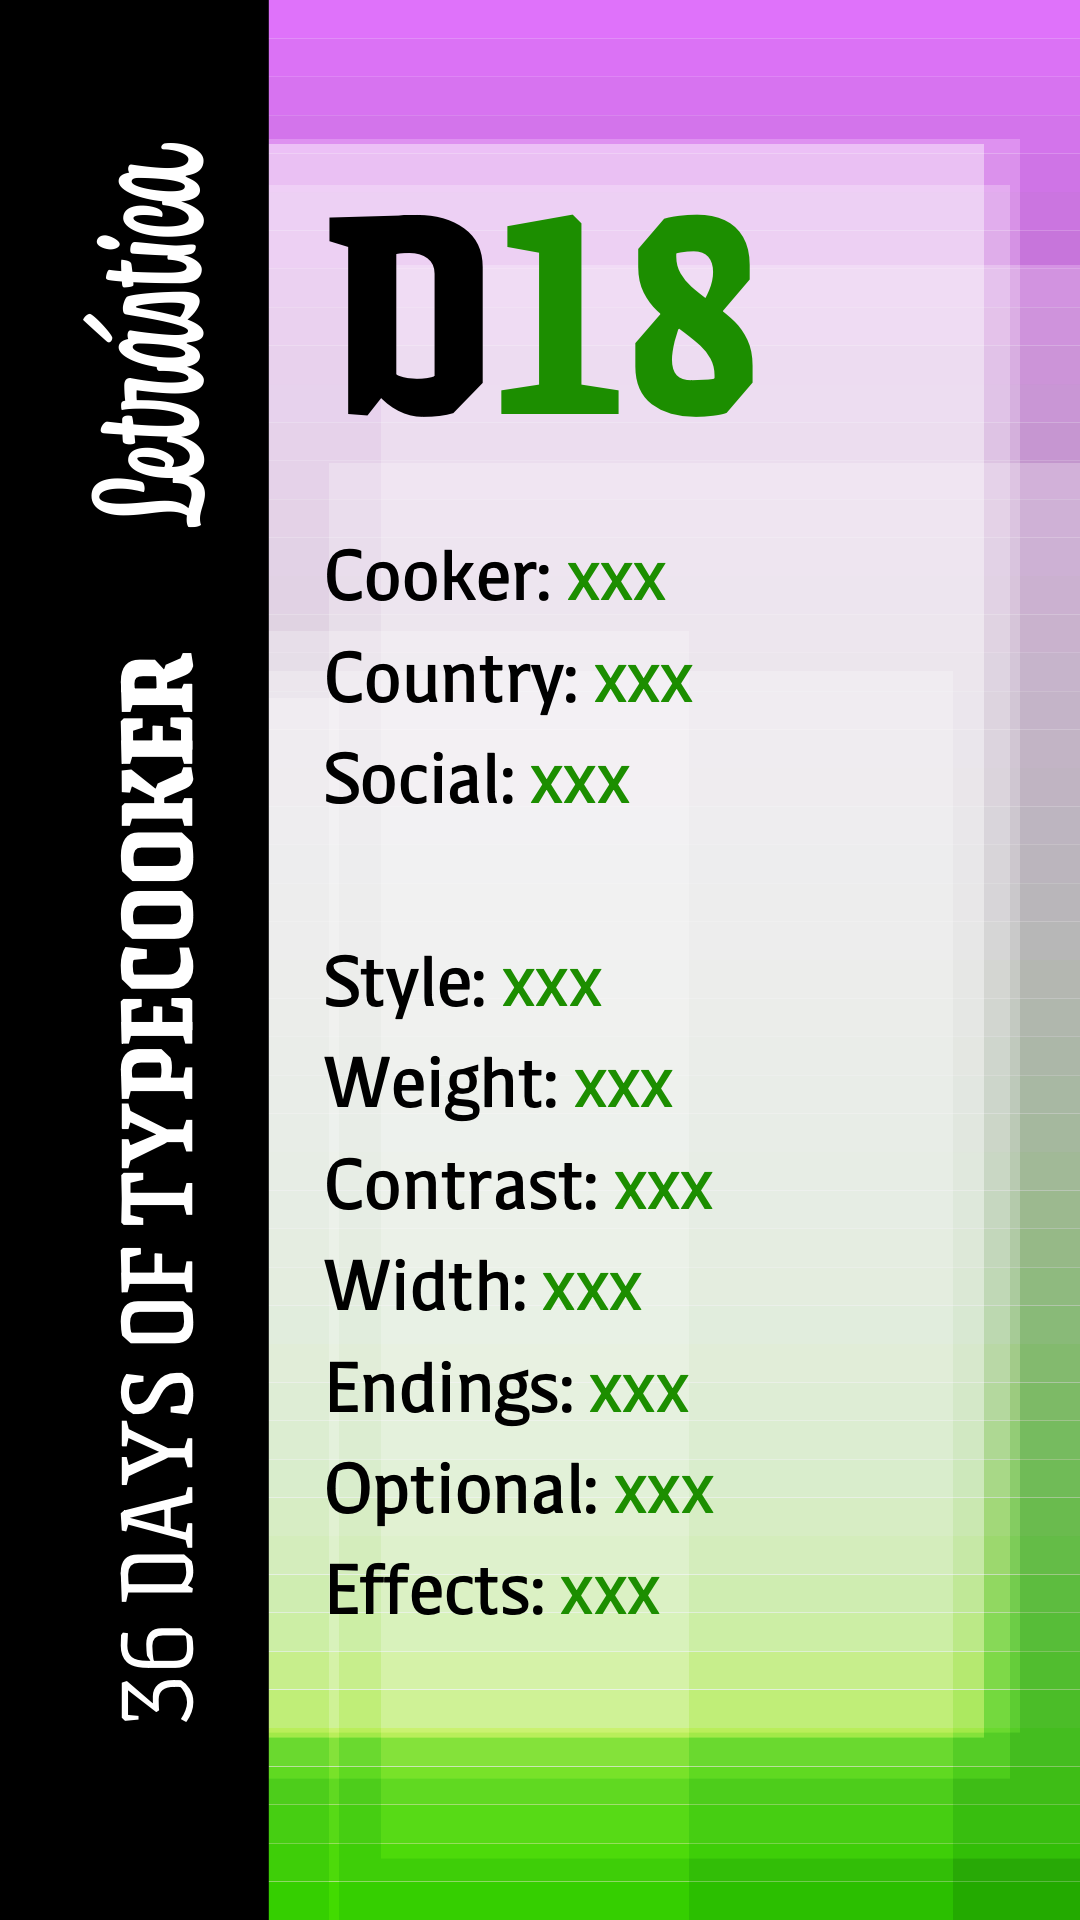 Letrástica
36 DAYS OF TYPECOOKER
D18
Cooker: xxx
Country: xxx
Social: xxx
Style: xxx
Weight: xxx
Contrast: xxx
Width: xxx
Endings: xxx
Optional: xxx
Effects: xxx